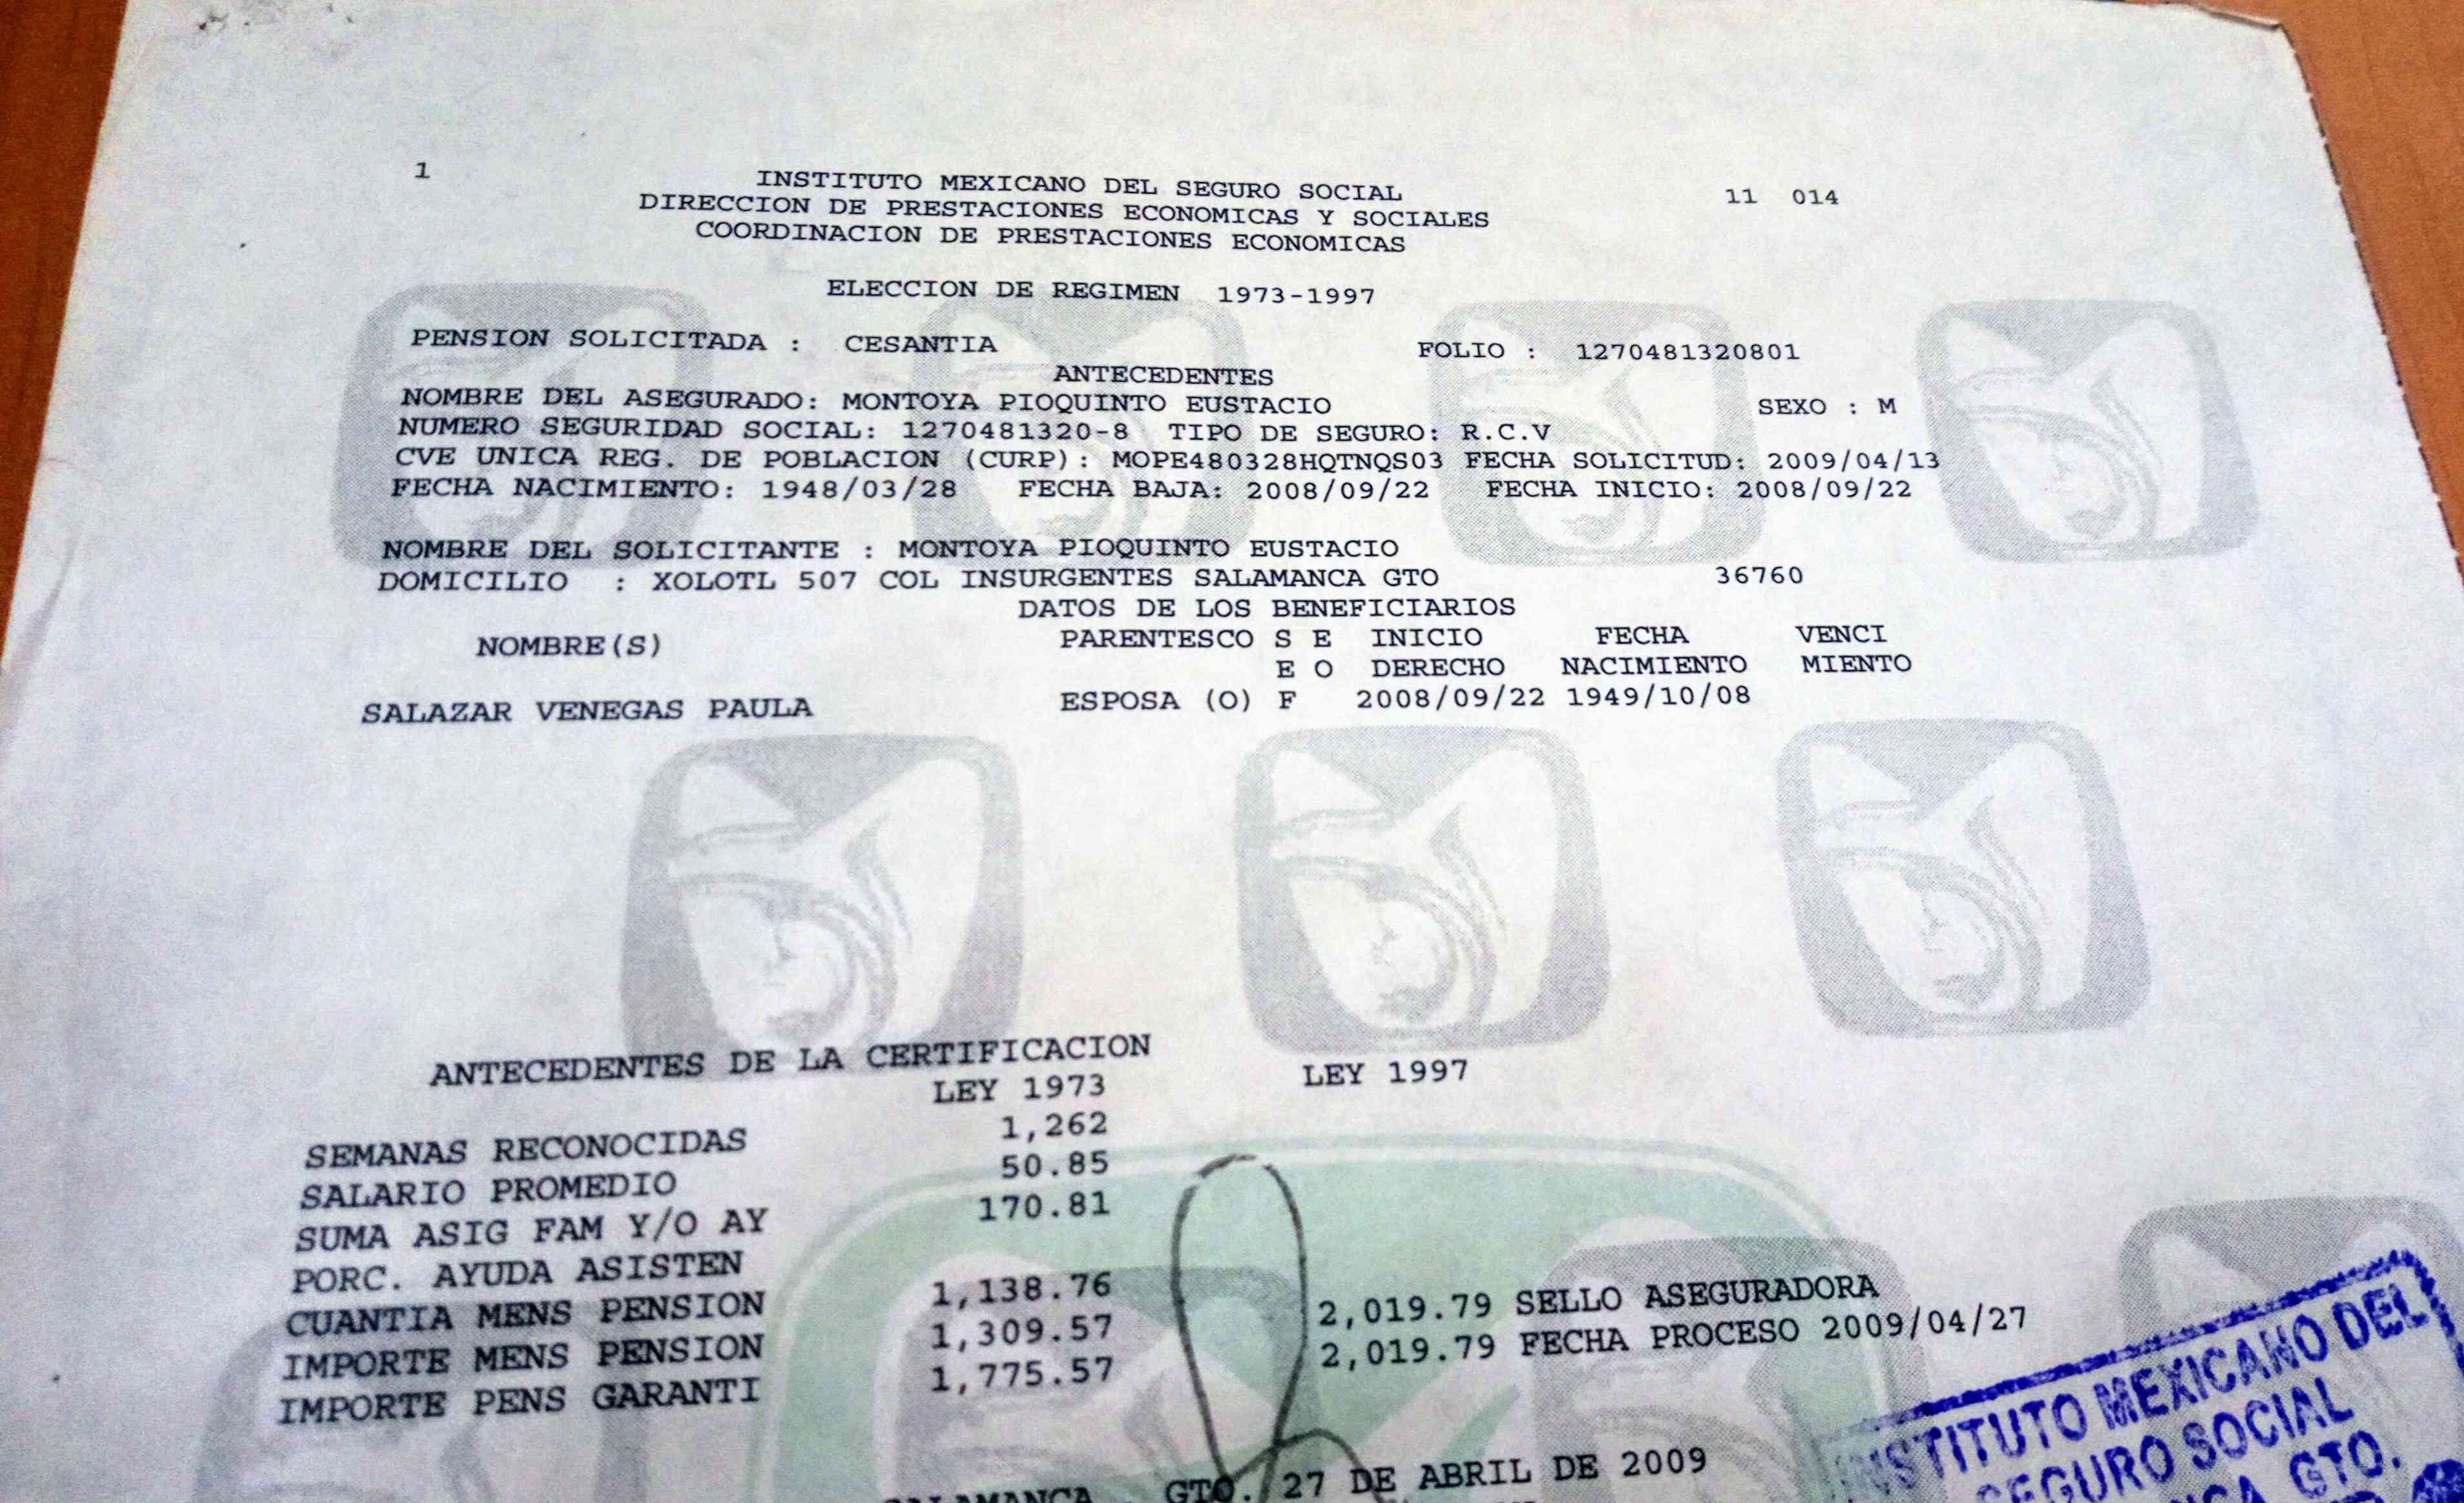 1
INSTITUTO MEXICANO DEL SEGURO SOCIAL 11 014
DIRECCION DE PRESTACIONES ECONOMICAS Y SOCIALES
COORDINACION DE PRESTACIONES ECONOMICAS
ELECCION DE REGIMEN 1973-1997
PENSION SOLICITADA : CESANTIA FOLIO : 1270481320801
ANTECEDENTES
NOMBRE DEL ASEGURADO: MONTOYA PIOQUINTO EUSTACIO SEXO : M
NUMERO SEGURIDAD SOCIAL: 1270481320-8 TIPO DE SEGURO: R.C.V
CVE UNICA REG. DE POBLACION (CURP): MOPE480328HQTNQS03 FECHA SOLICITUD: 2009/04/13
FECHA NACIMIENTO: 1948/03/28 FECHA BAJA: 2008/09/22 FECHA INICIO: 2008/09/22
NOMBRE DEL SOLICITANTE : MONTOYA PIOQUINTO EUSTACIO
DOMICILIO : XOLOTL 507 COL INSURGENTES SALAMANCA GTO 36760
DATOS DE LOS BENEFICIARIOS
NOMBRE(S) PARENTESCO S E INICIO FECHA VENCI
E O DERECHO NACIMIENTO MIENTO
SALAZAR VENEGAS PAULA ESPOSA (O) F 2008/09/22 1949/10/08
ANTECEDENTES DE LA CERTIFICACION
LEY 1973 LEY 1997
SEMANAS RECONOCIDAS 1,262
SALARIO PROMEDIO 50.85
SUMA ASIG FAM Y/O AY 170.81
PORC. AYUDA ASISTEN
CUANTIA MENS PENSION 1,138.76 2,019.79 SELLO ASEGURADORA
IMPORTE MENS PENSION 1,309.57 2,019.79 FECHA PROCESO 2009/04/27
IMPORTE PENS GARANTI 1,775.57
SALAMANCA , GTO. 27 DE ABRIL DE 2009
INSTITUTO MEXICANO DEL
SEGURO SOCIAL
GTO.